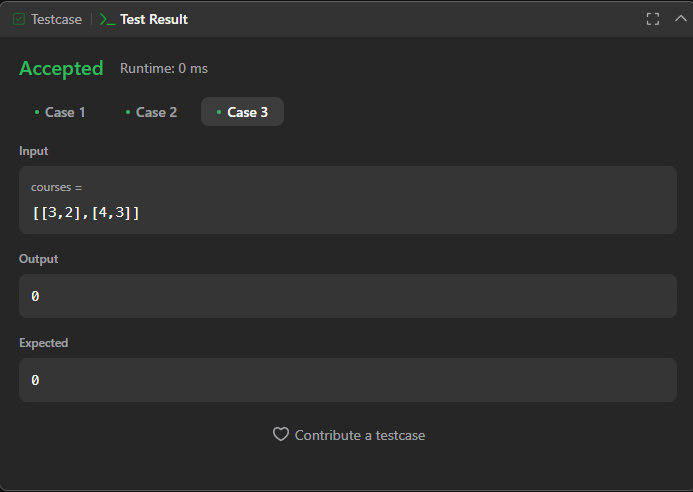 Testcase | >_ Test Result
Accepted Runtime: 0 ms
• Case 1 • Case 2 • Case 3
Input
courses =
[[3,2],[4,3]]
Output
0
Expected
0
Contribute a testcase